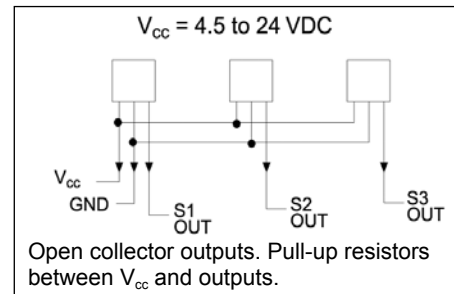 Vcc = 4.5 to 24 VDC
Vcc
GND
S1
OUT
S2
OUT
S3
OUT
Open collector outputs. Pull-up resistors
between Vcc and outputs.